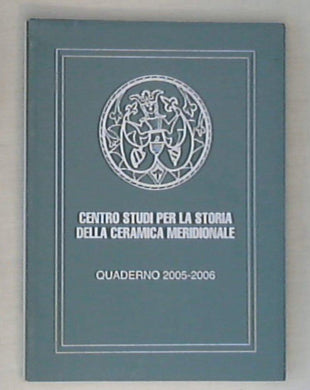 CENTRO STUDI PER LA STORIA
DELLA CERAMICA MERIDIONALE
QUADERNO 2005-2006